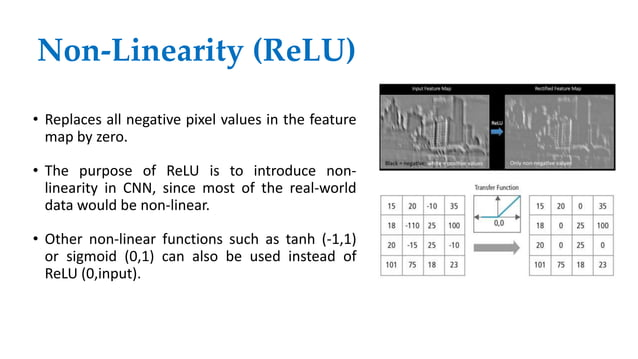 Non-Linearity (ReLU)
• Replaces all negative pixel values in the feature
map by zero.
• The purpose of ReLU is to introduce non-
linearity in CNN, since most of the real-world
data would be non-linear.
• Other non-linear functions such as tanh (-1,1)
or sigmoid (0,1) can also be used instead of
ReLU (0,input).
Input Feature Map
Rectified Feature Map
ReLU
Black = negative; white = positive values
Only non-negative values
Transfer Function
0,0
15 20 -10 35
18 -110 25 100
20 -15 25 -10
101 75 18 23
15 20 0 35
18 0 25 100
20 0 25 0
101 75 18 23